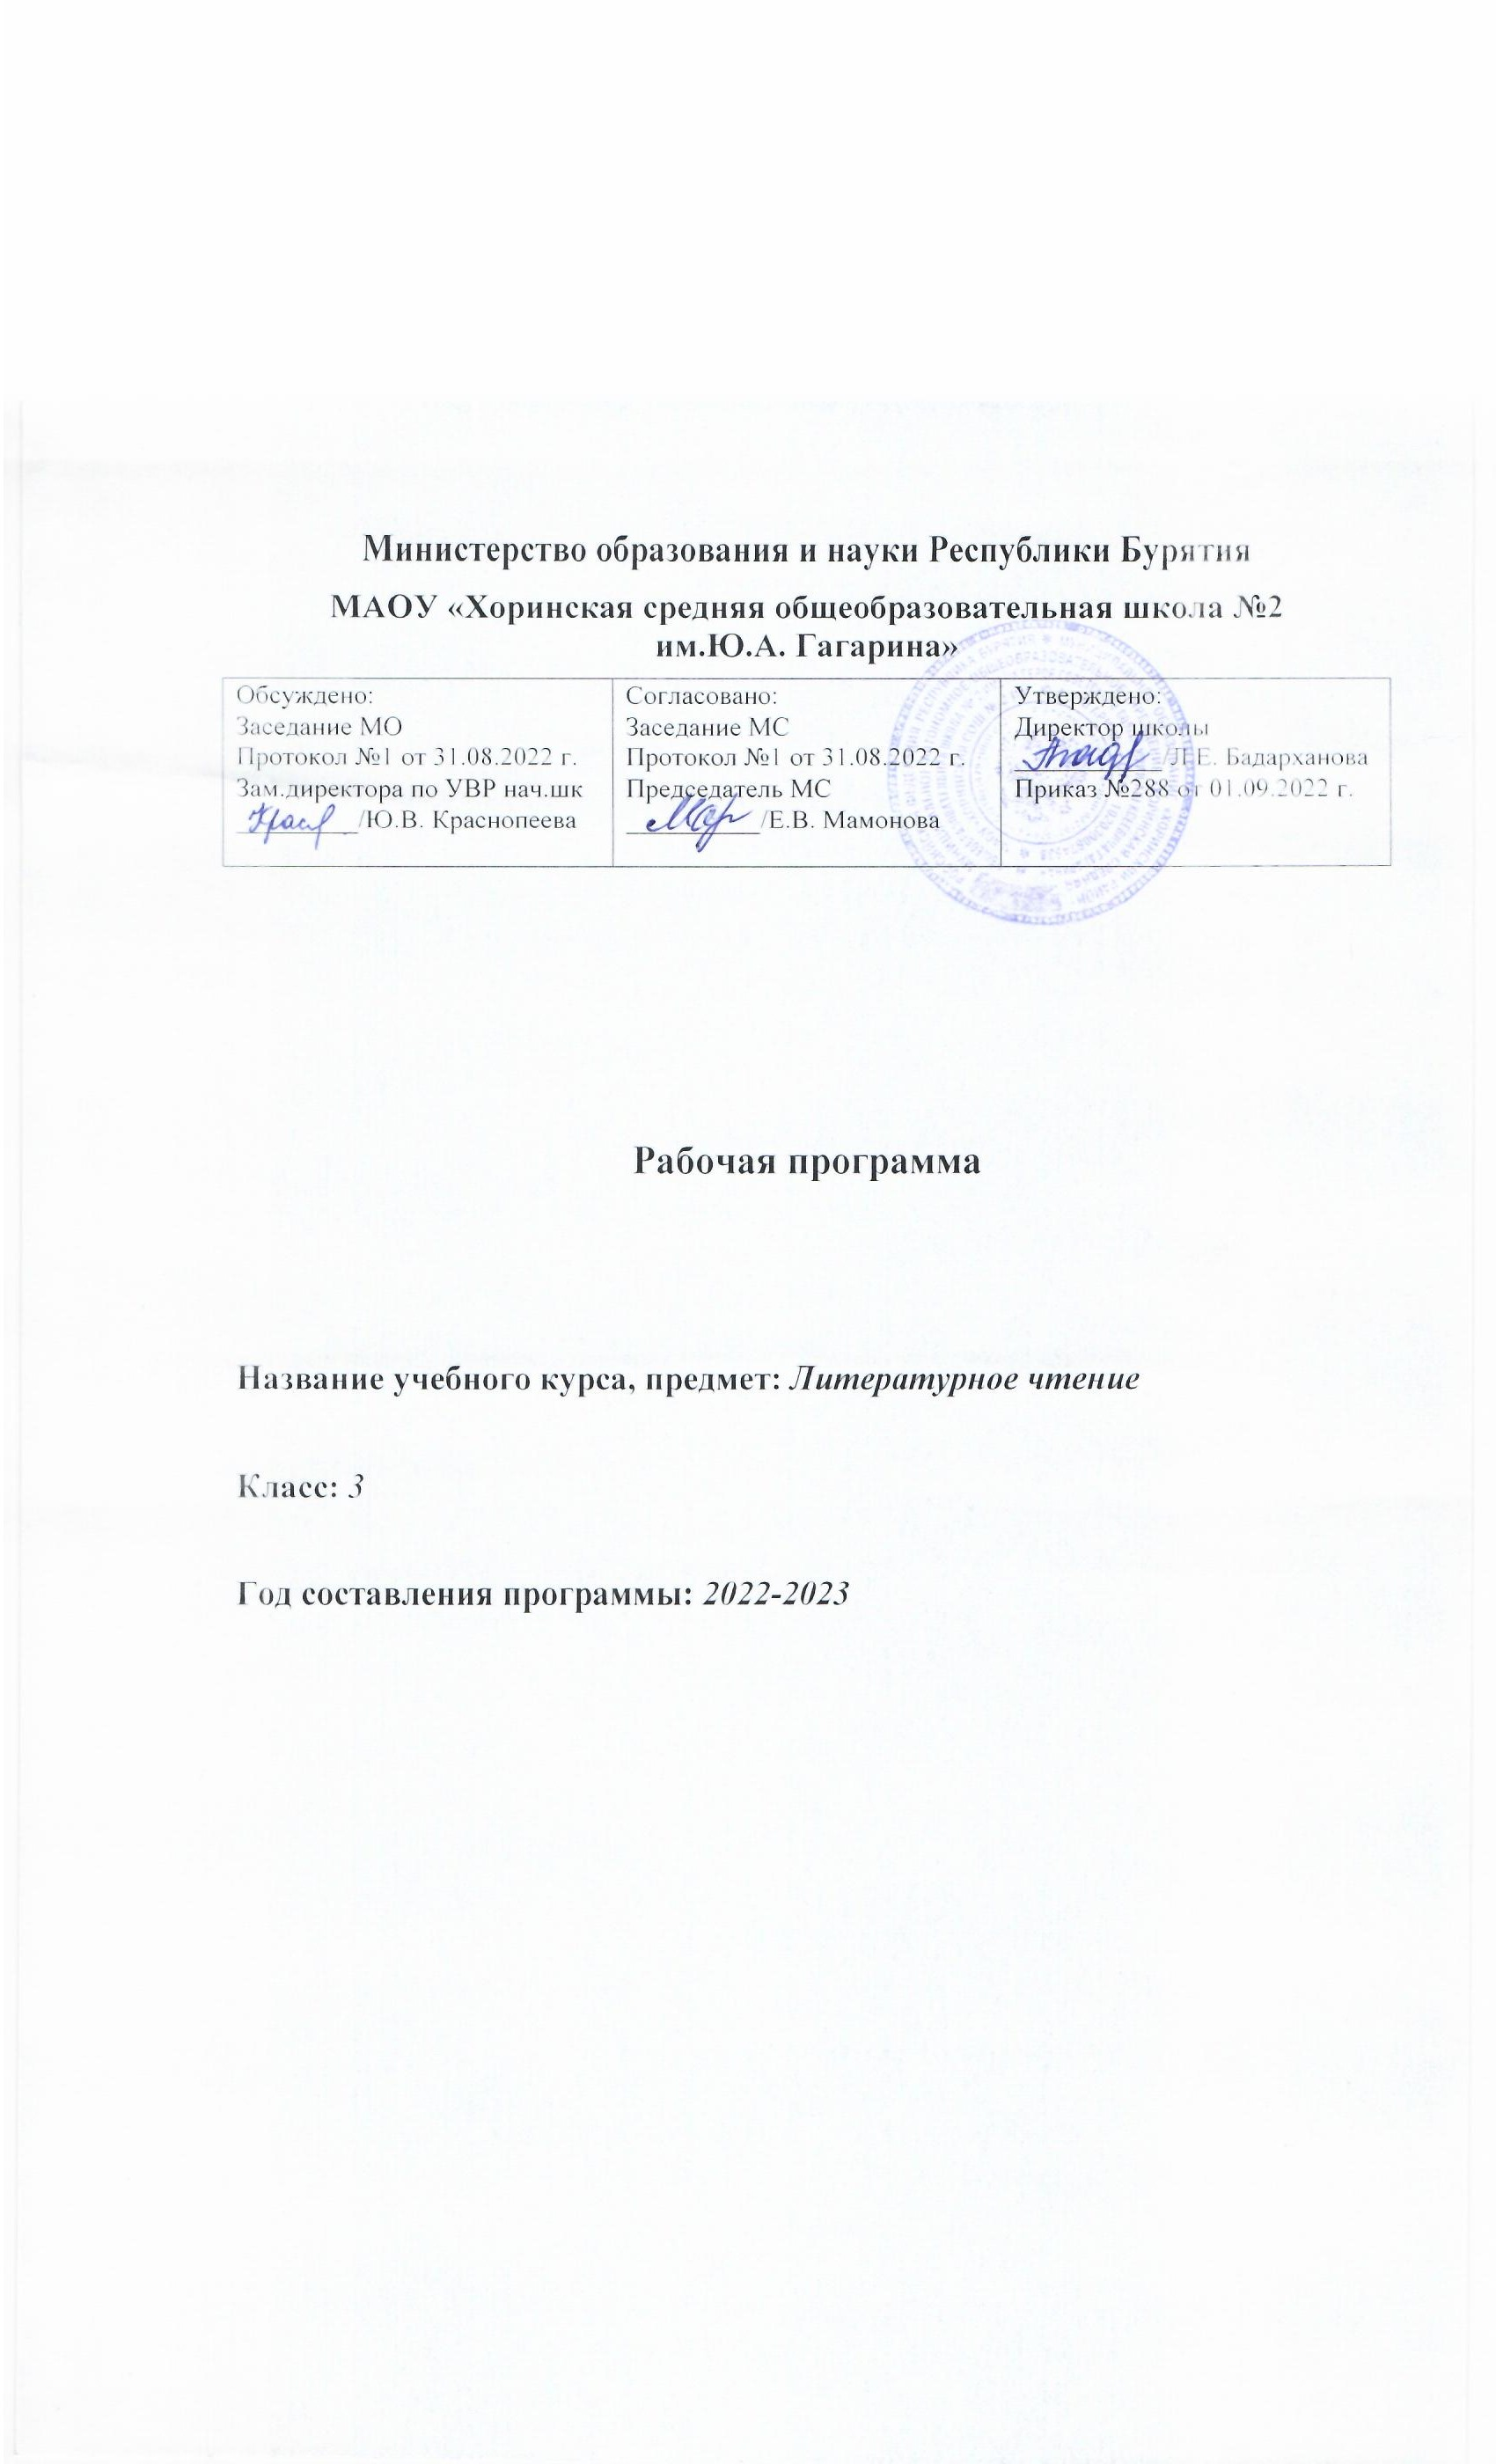 Министерство образования и науки Республики Бурятия
МАОУ «Хоринская средняя общеобразовательная школа №2
им.Ю.А. Гагарина»
Обсуждено:
Заседание МО
Протокол №1 от 31.08.2022 г.
Зам.директора по УВР нач.шк
/Ю.В. Краснопеева
Согласовано:
Заседание МС
Протокол №1 от 31.08.2022 г.
Председатель МС
/Е.В. Мамонова
Утверждено:
Директор школы
/Л.Е. Бадарханова
Приказ №288 от 01.09.2022 г.
Рабочая программа
Название учебного курса, предмет: Литературное чтение
Класс: 3
Год составления программы: 2022-2023